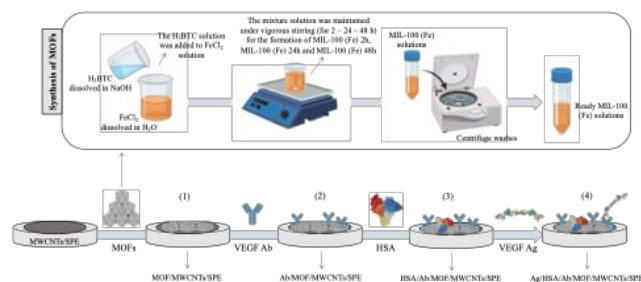 Synthesis of MOFs
The H₃BTC solution
was added to FeCl₂
solution
H₃BTC
dissolved in NaOH
FeCl₂
dissolved in H₂O
The mixture solution was maintained
under vigorous stirring (for 2 – 24 – 48 h)
for the formation of MIL-100 (Fe) 2h,
MIL-100 (Fe) 24h and MIL-100 (Fe) 48h
MIL-100 (Fe)
solutions
Centrifuge washes
Ready MIL-100
(Fe) solutions
MWCNTs/SPE
MOFs
(1)
MOF/MWCNTs/SPE
VEGF Ab
(2)
Ab/MOF/MWCNTs/SPE
HSA
(3)
HSA/Ab/MOF/MWCNTs/SPE
VEGF Ag
(4)
Ag/HSA/Ab/MOF/MWCNTs/SPE